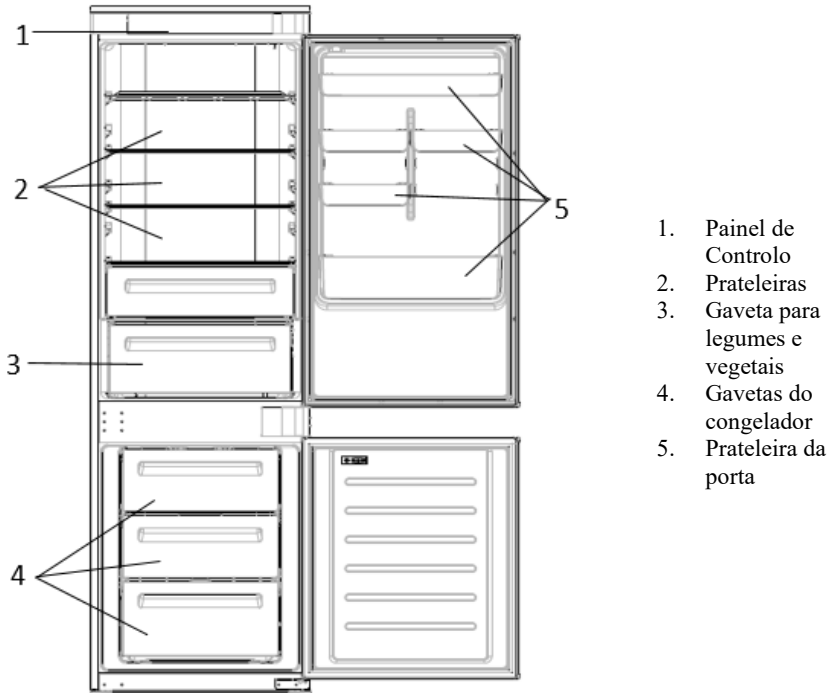 1
2
3
4
5
1. Painel de
Controlo
2. Prateleiras
3. Gaveta para
legumes e
vegetais
4. Gavetas do
congelador
5. Prateleira da
porta